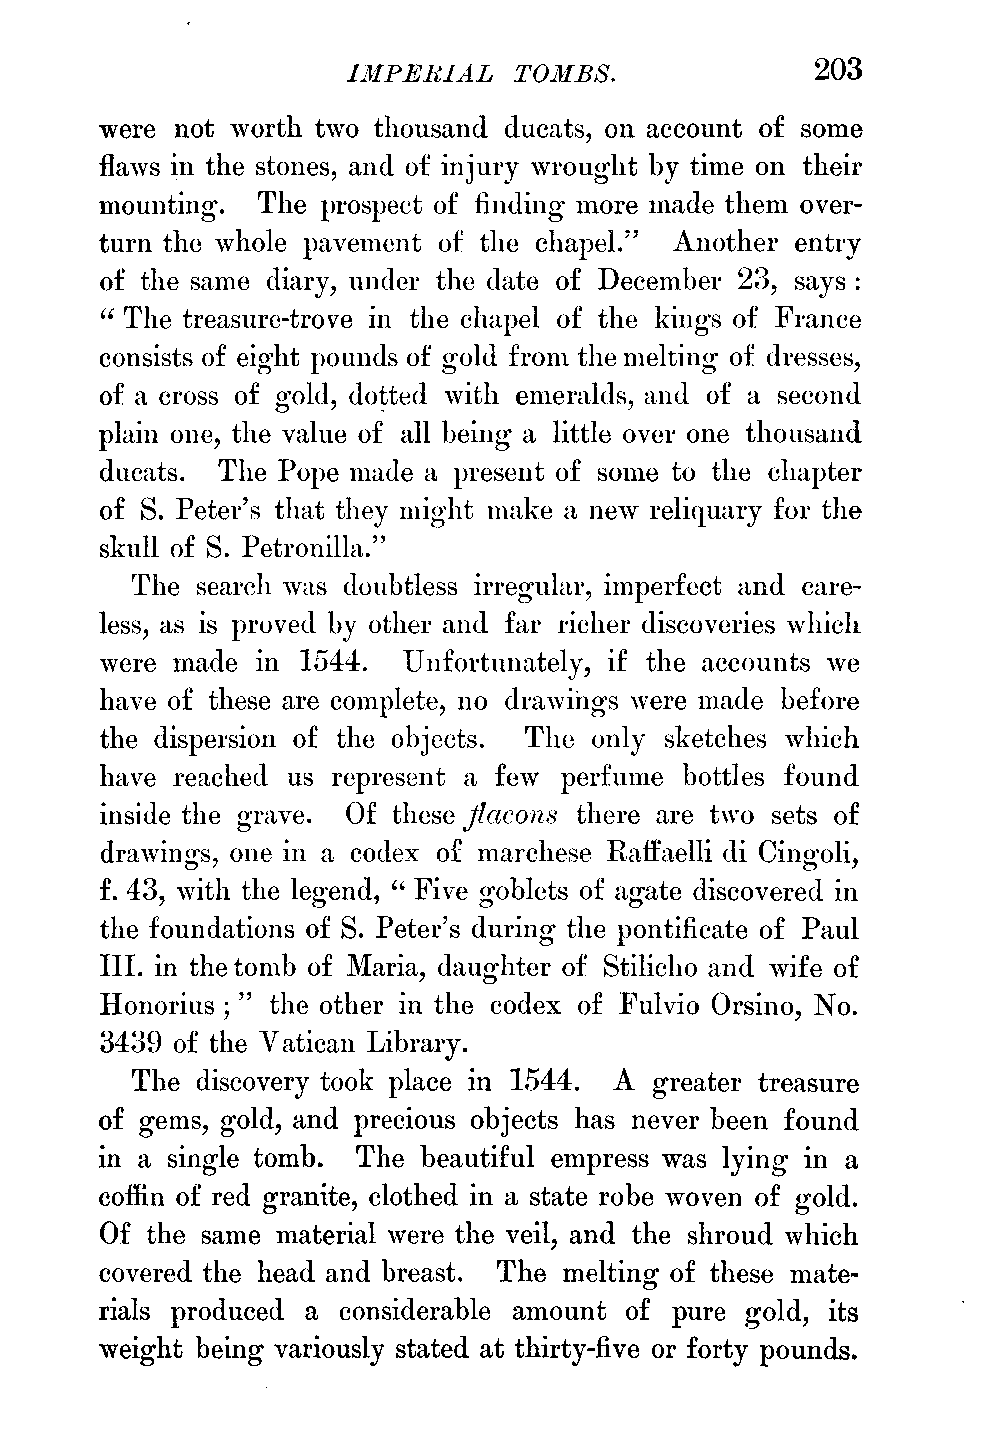 IMPERIAL TOMBS. 203
were not worth two thousand ducats, on account of some
flaws in the stones, and of injury wrought by time on their
mounting. The prospect of finding more made them over-
turn the whole pavement of the chapel.” Another entry
of the same diary, under the date of December 23, says :
“ The treasure-trove in the chapel of the kings of France
consists of eight pounds of gold from the melting of dresses,
of a cross of gold, dotted with emeralds, and of a second
plain one, the value of all being a little over one thousand
ducats. The Pope made a present of some to the chapter
of S. Peter’s that they might make a new reliquary for the
skull of S. Petronilla.”
The search was doubtless irregular, imperfect and care-
less, as is proved by other and far richer discoveries which
were made in 1544. Unfortunately, if the accounts we
have of these are complete, no drawings were made before
the dispersion of the objects. The only sketches which
have reached us represent a few perfume bottles found
inside the grave. Of these flacons there are two sets of
drawings, one in a codex of marchese Raffaelli di Cingoli,
f. 43, with the legend, “ Five goblets of agate discovered in
the foundations of S. Peter’s during the pontificate of Paul
III. in the tomb of Maria, daughter of Stilicho and wife of
Honorius ; ” the other in the codex of Fulvio Orsino, No.
3439 of the Vatican Library.
The discovery took place in 1544. A greater treasure
of gems, gold, and precious objects has never been found
in a single tomb. The beautiful empress was lying in a
coffin of red granite, clothed in a state robe woven of gold.
Of the same material were the veil, and the shroud which
covered the head and breast. The melting of these mate-
rials produced a considerable amount of pure gold, its
weight being variously stated at thirty-five or forty pounds.